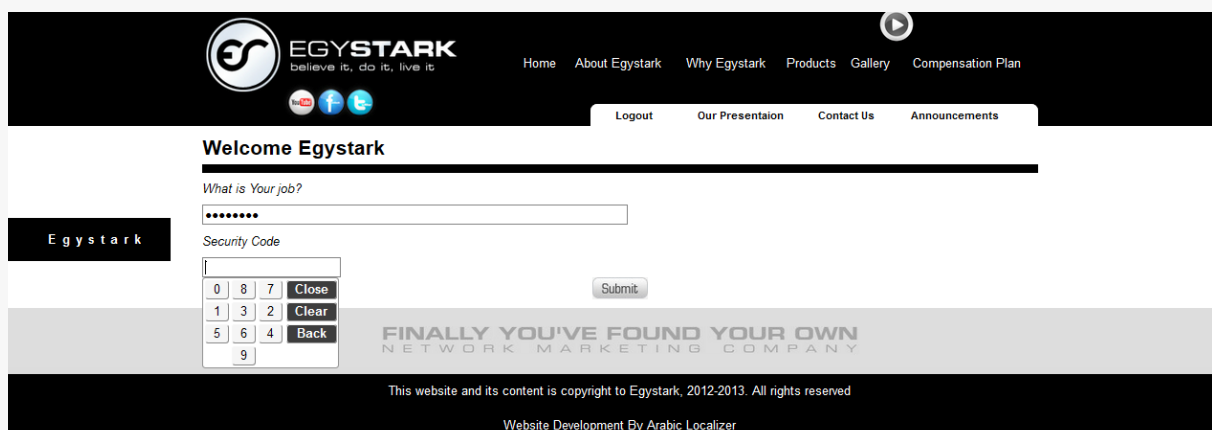 EGYSTARK
believe it, do it, live it
Home About Egystark Why Egystark Products Gallery Compensation Plan
You Tube f t
Logout Our Presentaion Contact Us Announcements
Welcome Egystark
What is Your job?
••••••••
Egystark
Security Code
0 8 7 Close
Submit
1 3 2 Clear
5 6 4 Back
9
FINALLY YOU'VE FOUND YOUR OWN
NETWORK MARKETING COMPANY
This website and its content is copyright to Egystark, 2012-2013. All rights reserved
Website Development By Arabic Localizer